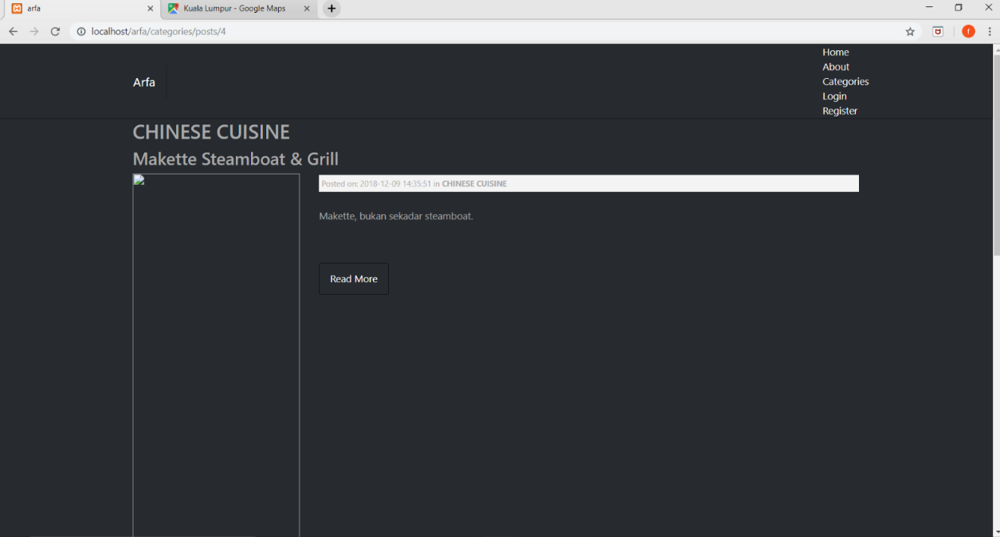 arfa
Kuala Lumpur - Google Maps
localhost/arfa/categories/posts/4
f
Arfa
Home
About
Categories
Login
Register
CHINESE CUISINE
Makette Steamboat & Grill
Posted on: 2018-12-09 14:35:51 in CHINESE CUISINE
Makette, bukan sekadar steamboat.
Read More